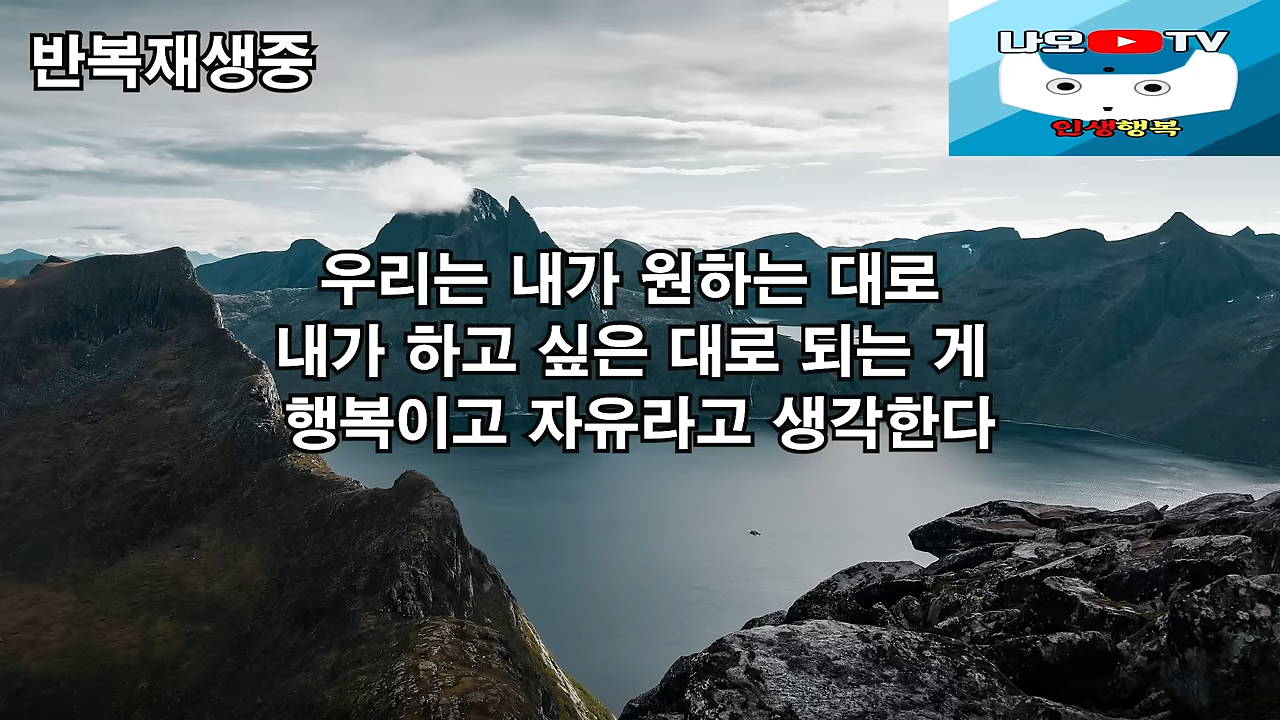 반복재생중
나오 TV
인생행복
우리는 내가 원하는 대로
내가 하고 싶은 대로 되는 게
행복이고 자유라고 생각한다